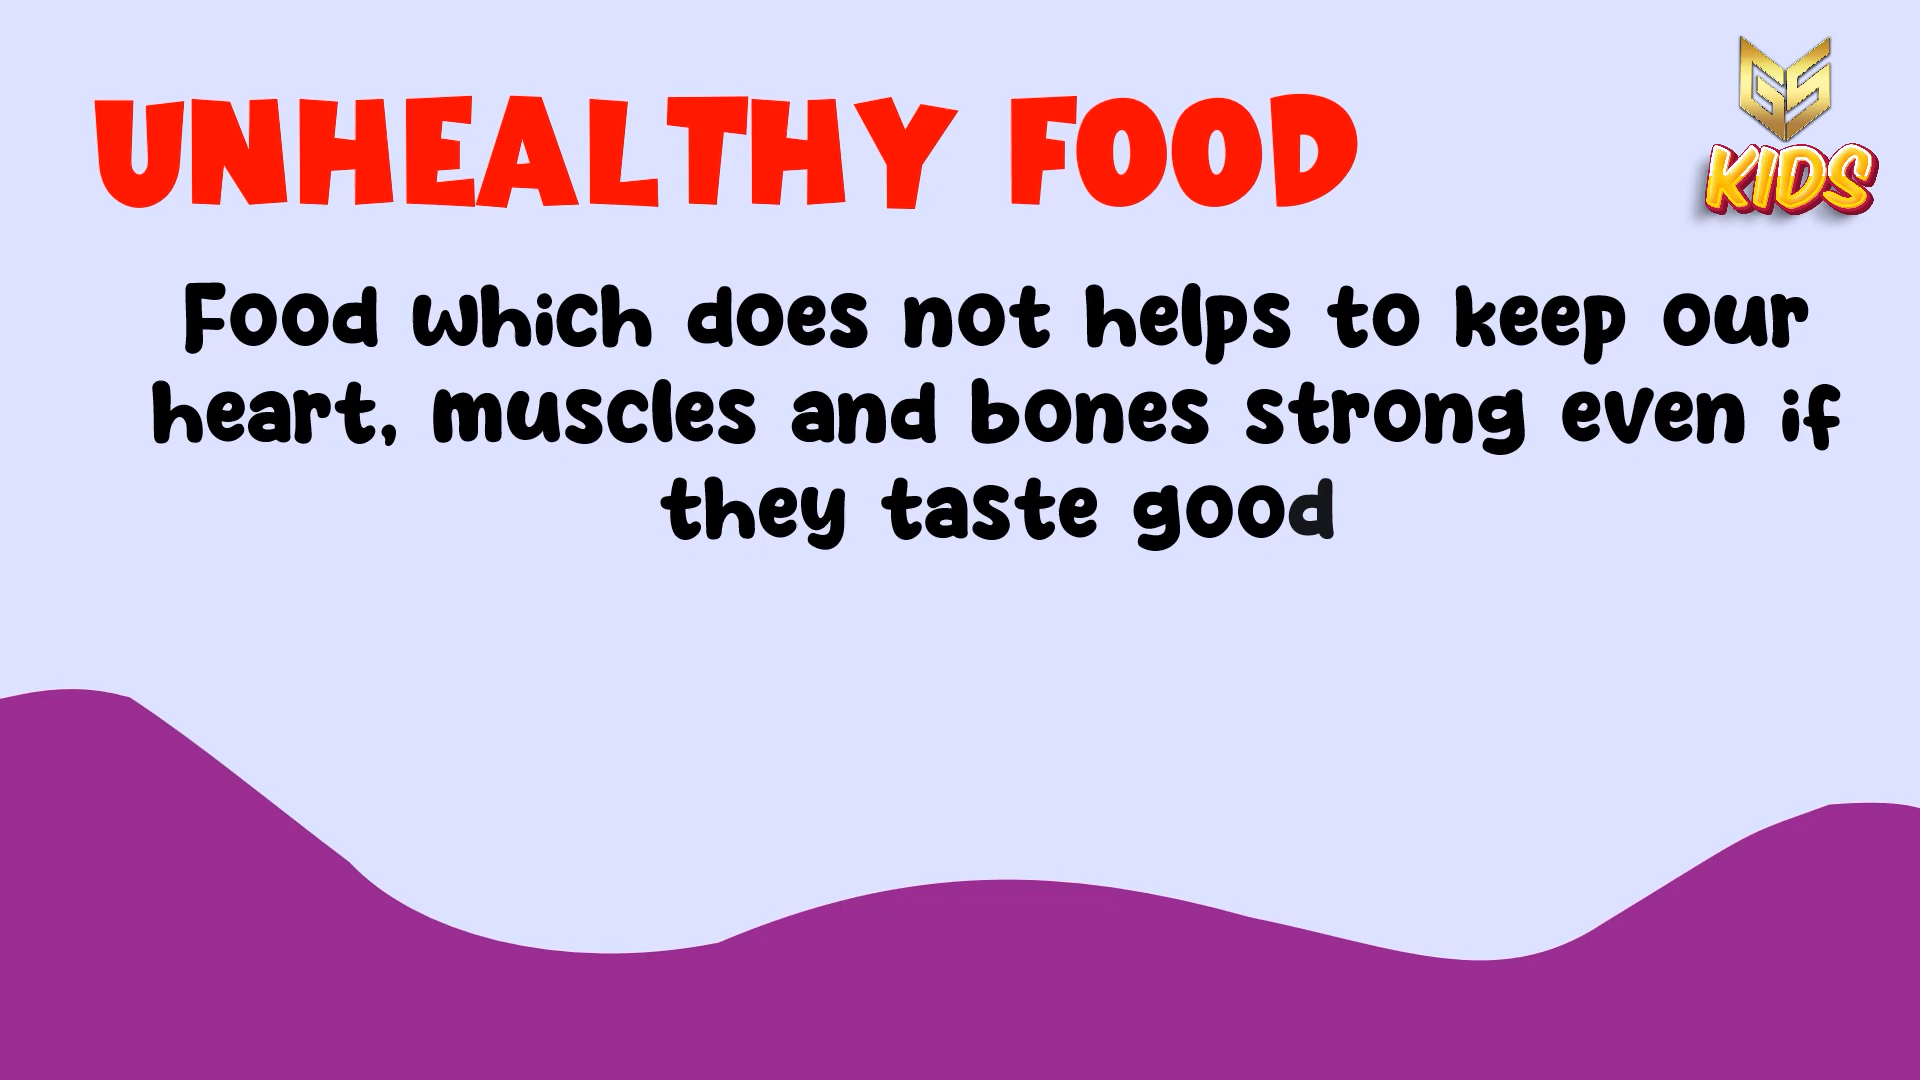 UNHEALTHY FOOD
GS
KIDS
Food which does not helps to keep our
heart, muscles and bones strong even if
they taste good